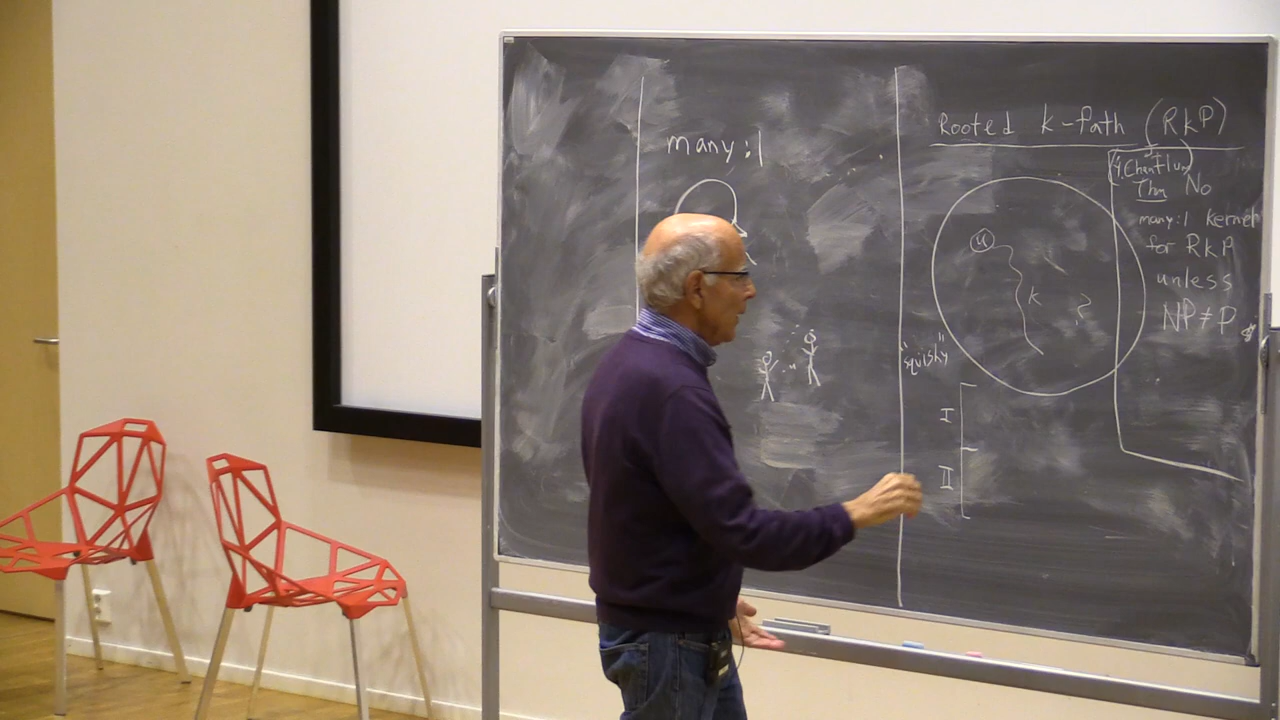 many:1
Rooted k-Path (RkP)
(Y. Chen Flum)
Thm No
many:1 kernel
for RkP
unless
NP≠P
u
k
?
"squishy"
I
II